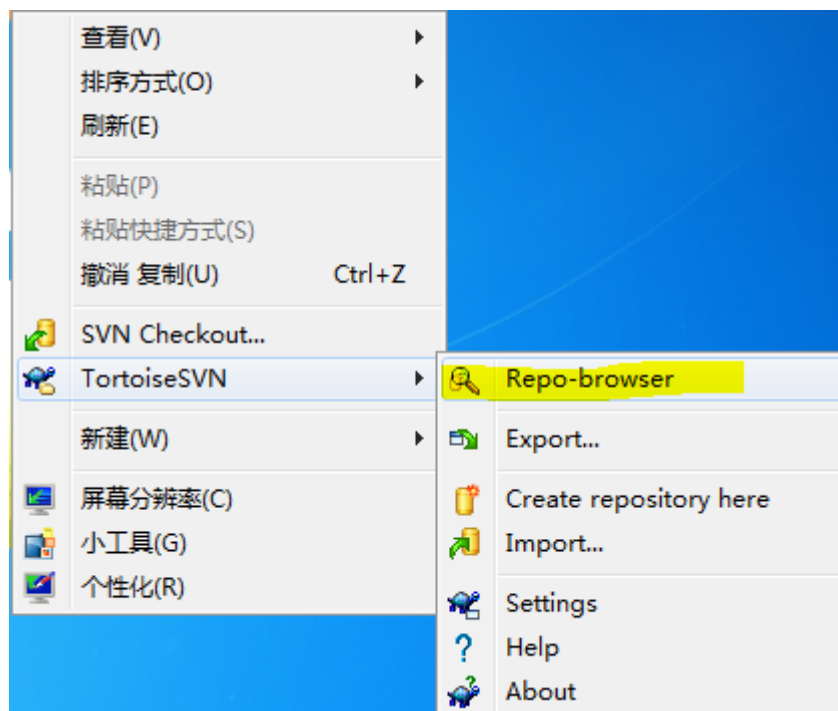 查看(V)
排序方式(O)
刷新(E)
粘贴(P)
粘贴快捷方式(S)
撤消 复制(U) Ctrl+Z
SVN Checkout...
TortoiseSVN
新建(W)
屏幕分辨率(C)
小工具(G)
个性化(R)
Repo-browser
Export...
Create repository here
Import...
Settings
Help
About